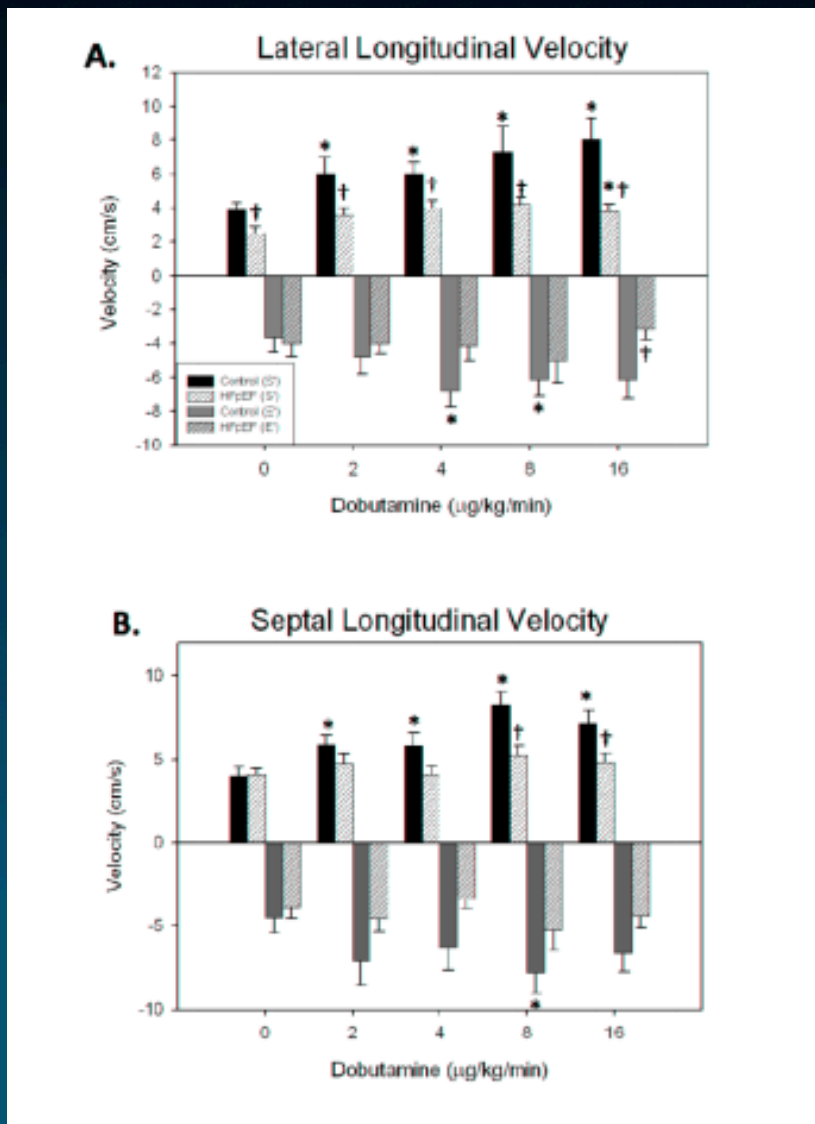 A.
Lateral Longitudinal Velocity
12
10
8
6
4
2
0
-2
-4
-6
-8
-10
Velocity (cm/s)
* * * * * †
† † † †
* * †
Control (S')
HFpEF (S')
Control (E')
HFpEF (E')
0 2 4 8 16
Dobutamine (μg/kg/min)
B.
Septal Longitudinal Velocity
10
5
0
-5
-10
Velocity (cm/s)
* * * † * †
*
0 2 4 8 16
Dobutamine (μg/kg/min)